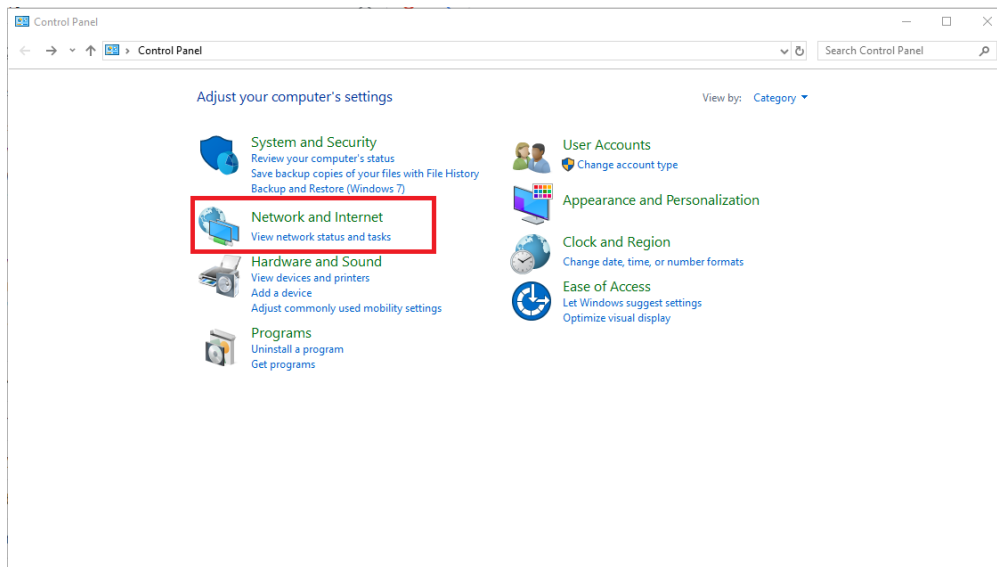 Control Panel
Control Panel
Search Control Panel
Adjust your computer's settings
View by: Category
System and Security
Review your computer's status
Save backup copies of your files with File History
Backup and Restore (Windows 7)
Network and Internet
View network status and tasks
Hardware and Sound
View devices and printers
Add a device
Adjust commonly used mobility settings
Programs
Uninstall a program
Get programs
User Accounts
Change account type
Appearance and Personalization
Clock and Region
Change date, time, or number formats
Ease of Access
Let Windows suggest settings
Optimize visual display